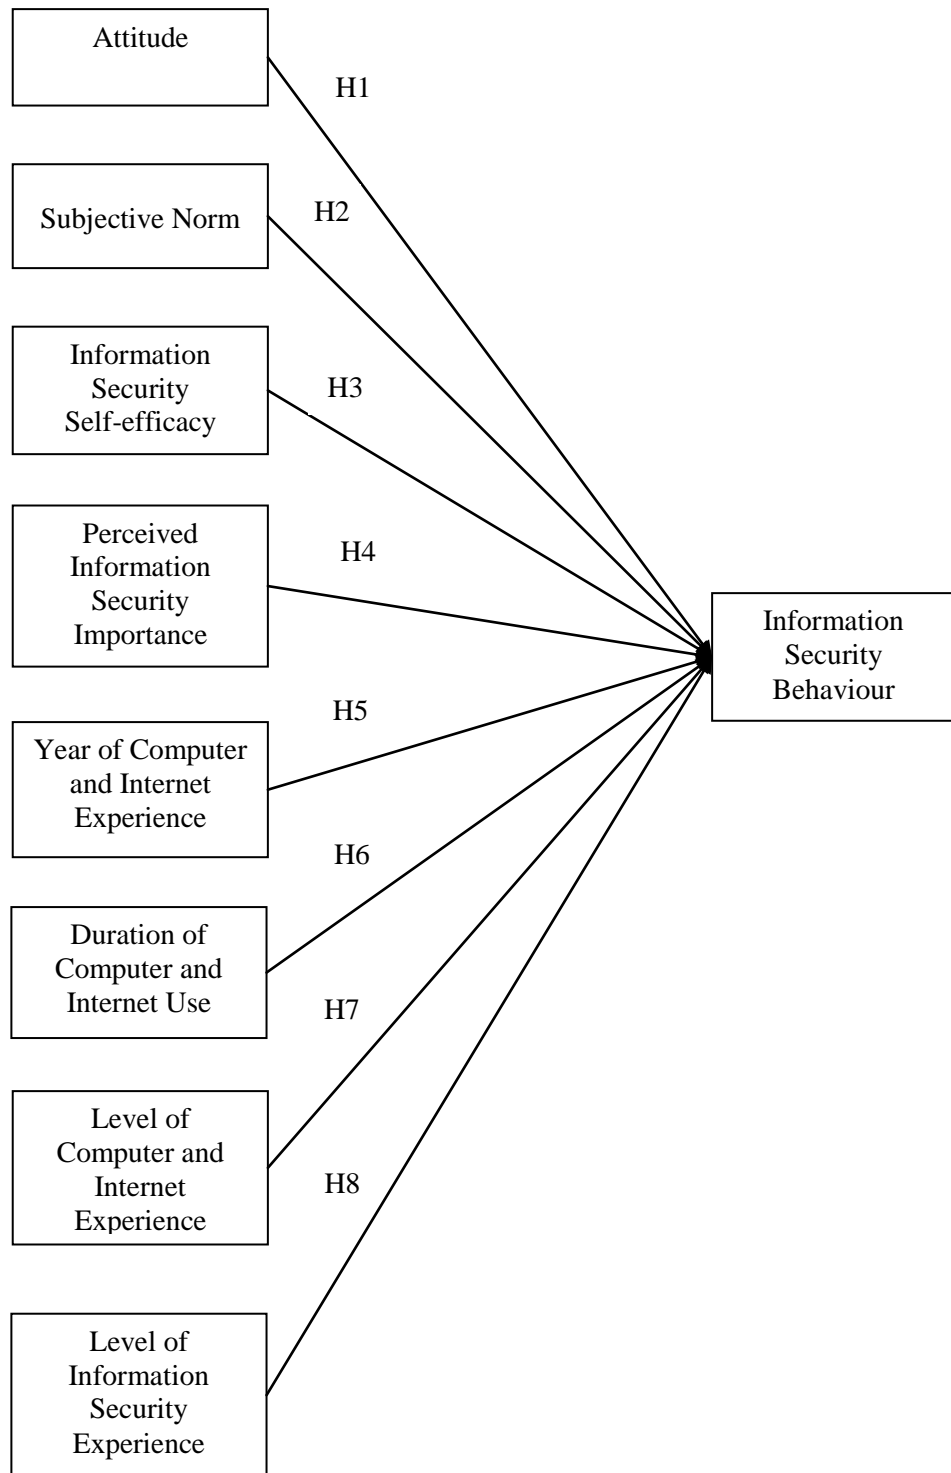 Attitude
H1
Subjective Norm
H2
Information
Security
Self-efficacy
H3
Perceived
Information
Security
Importance
H4
Information
Security
Behaviour
Year of Computer
and Internet
Experience
H5
Duration of
Computer and
Internet Use
H6
Level of
Computer and
Internet
Experience
H7
Level of
Information
Security
Experience
H8